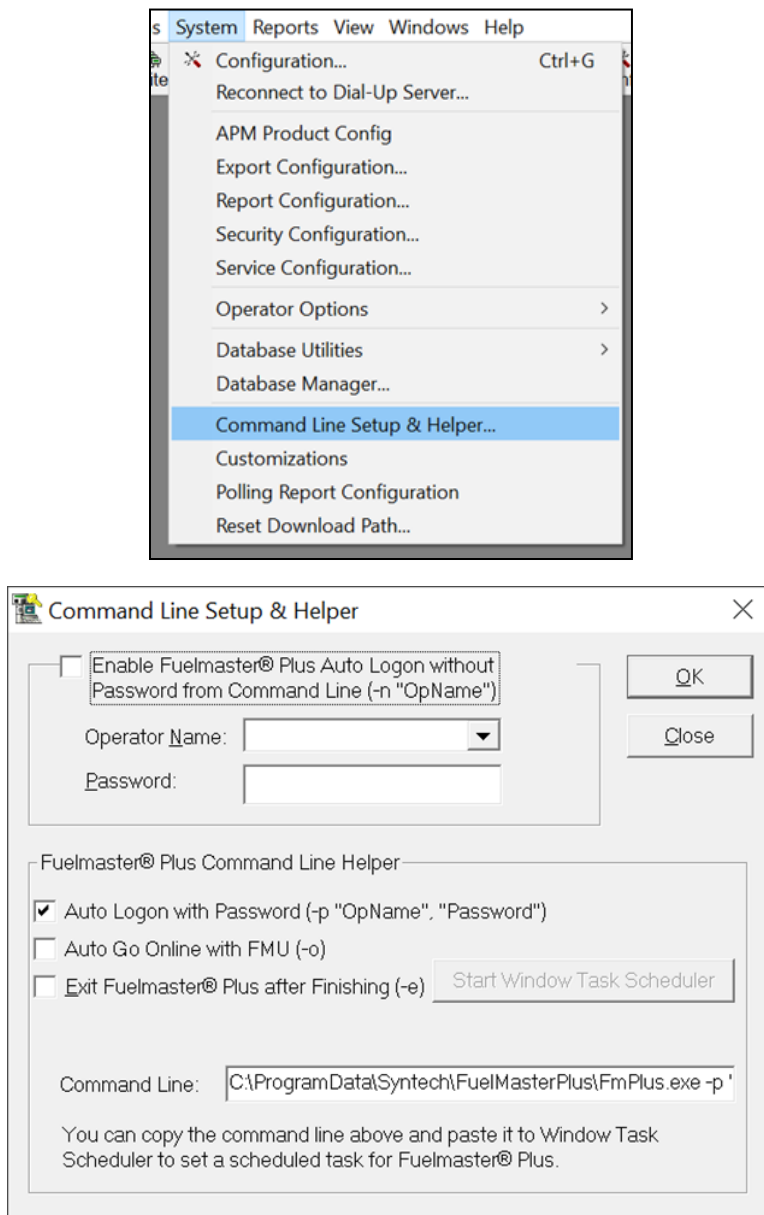 s System Reports View Windows Help
Configuration... Ctrl+G
Reconnect to Dial-Up Server...
APM Product Config
Export Configuration...
Report Configuration...
Security Configuration...
Service Configuration...
Operator Options
Database Utilities
Database Manager...
Command Line Setup & Helper...
Customizations
Polling Report Configuration
Reset Download Path...
Command Line Setup & Helper
Enable Fuelmaster® Plus Auto Logon without
Password from Command Line (-n "OpName")
OK
Operator Name:
Close
Password:
Fuelmaster® Plus Command Line Helper
Auto Logon with Password (-p "OpName", "Password")
Auto Go Online with FMU (-o)
Exit Fuelmaster® Plus after Finishing (-e) Start Window Task Scheduler
Command Line: C:\ProgramData\Syntech\FuelMasterPlus\FmPlus.exe -p '
You can copy the command line above and paste it to Window Task
Scheduler to set a scheduled task for Fuelmaster® Plus.